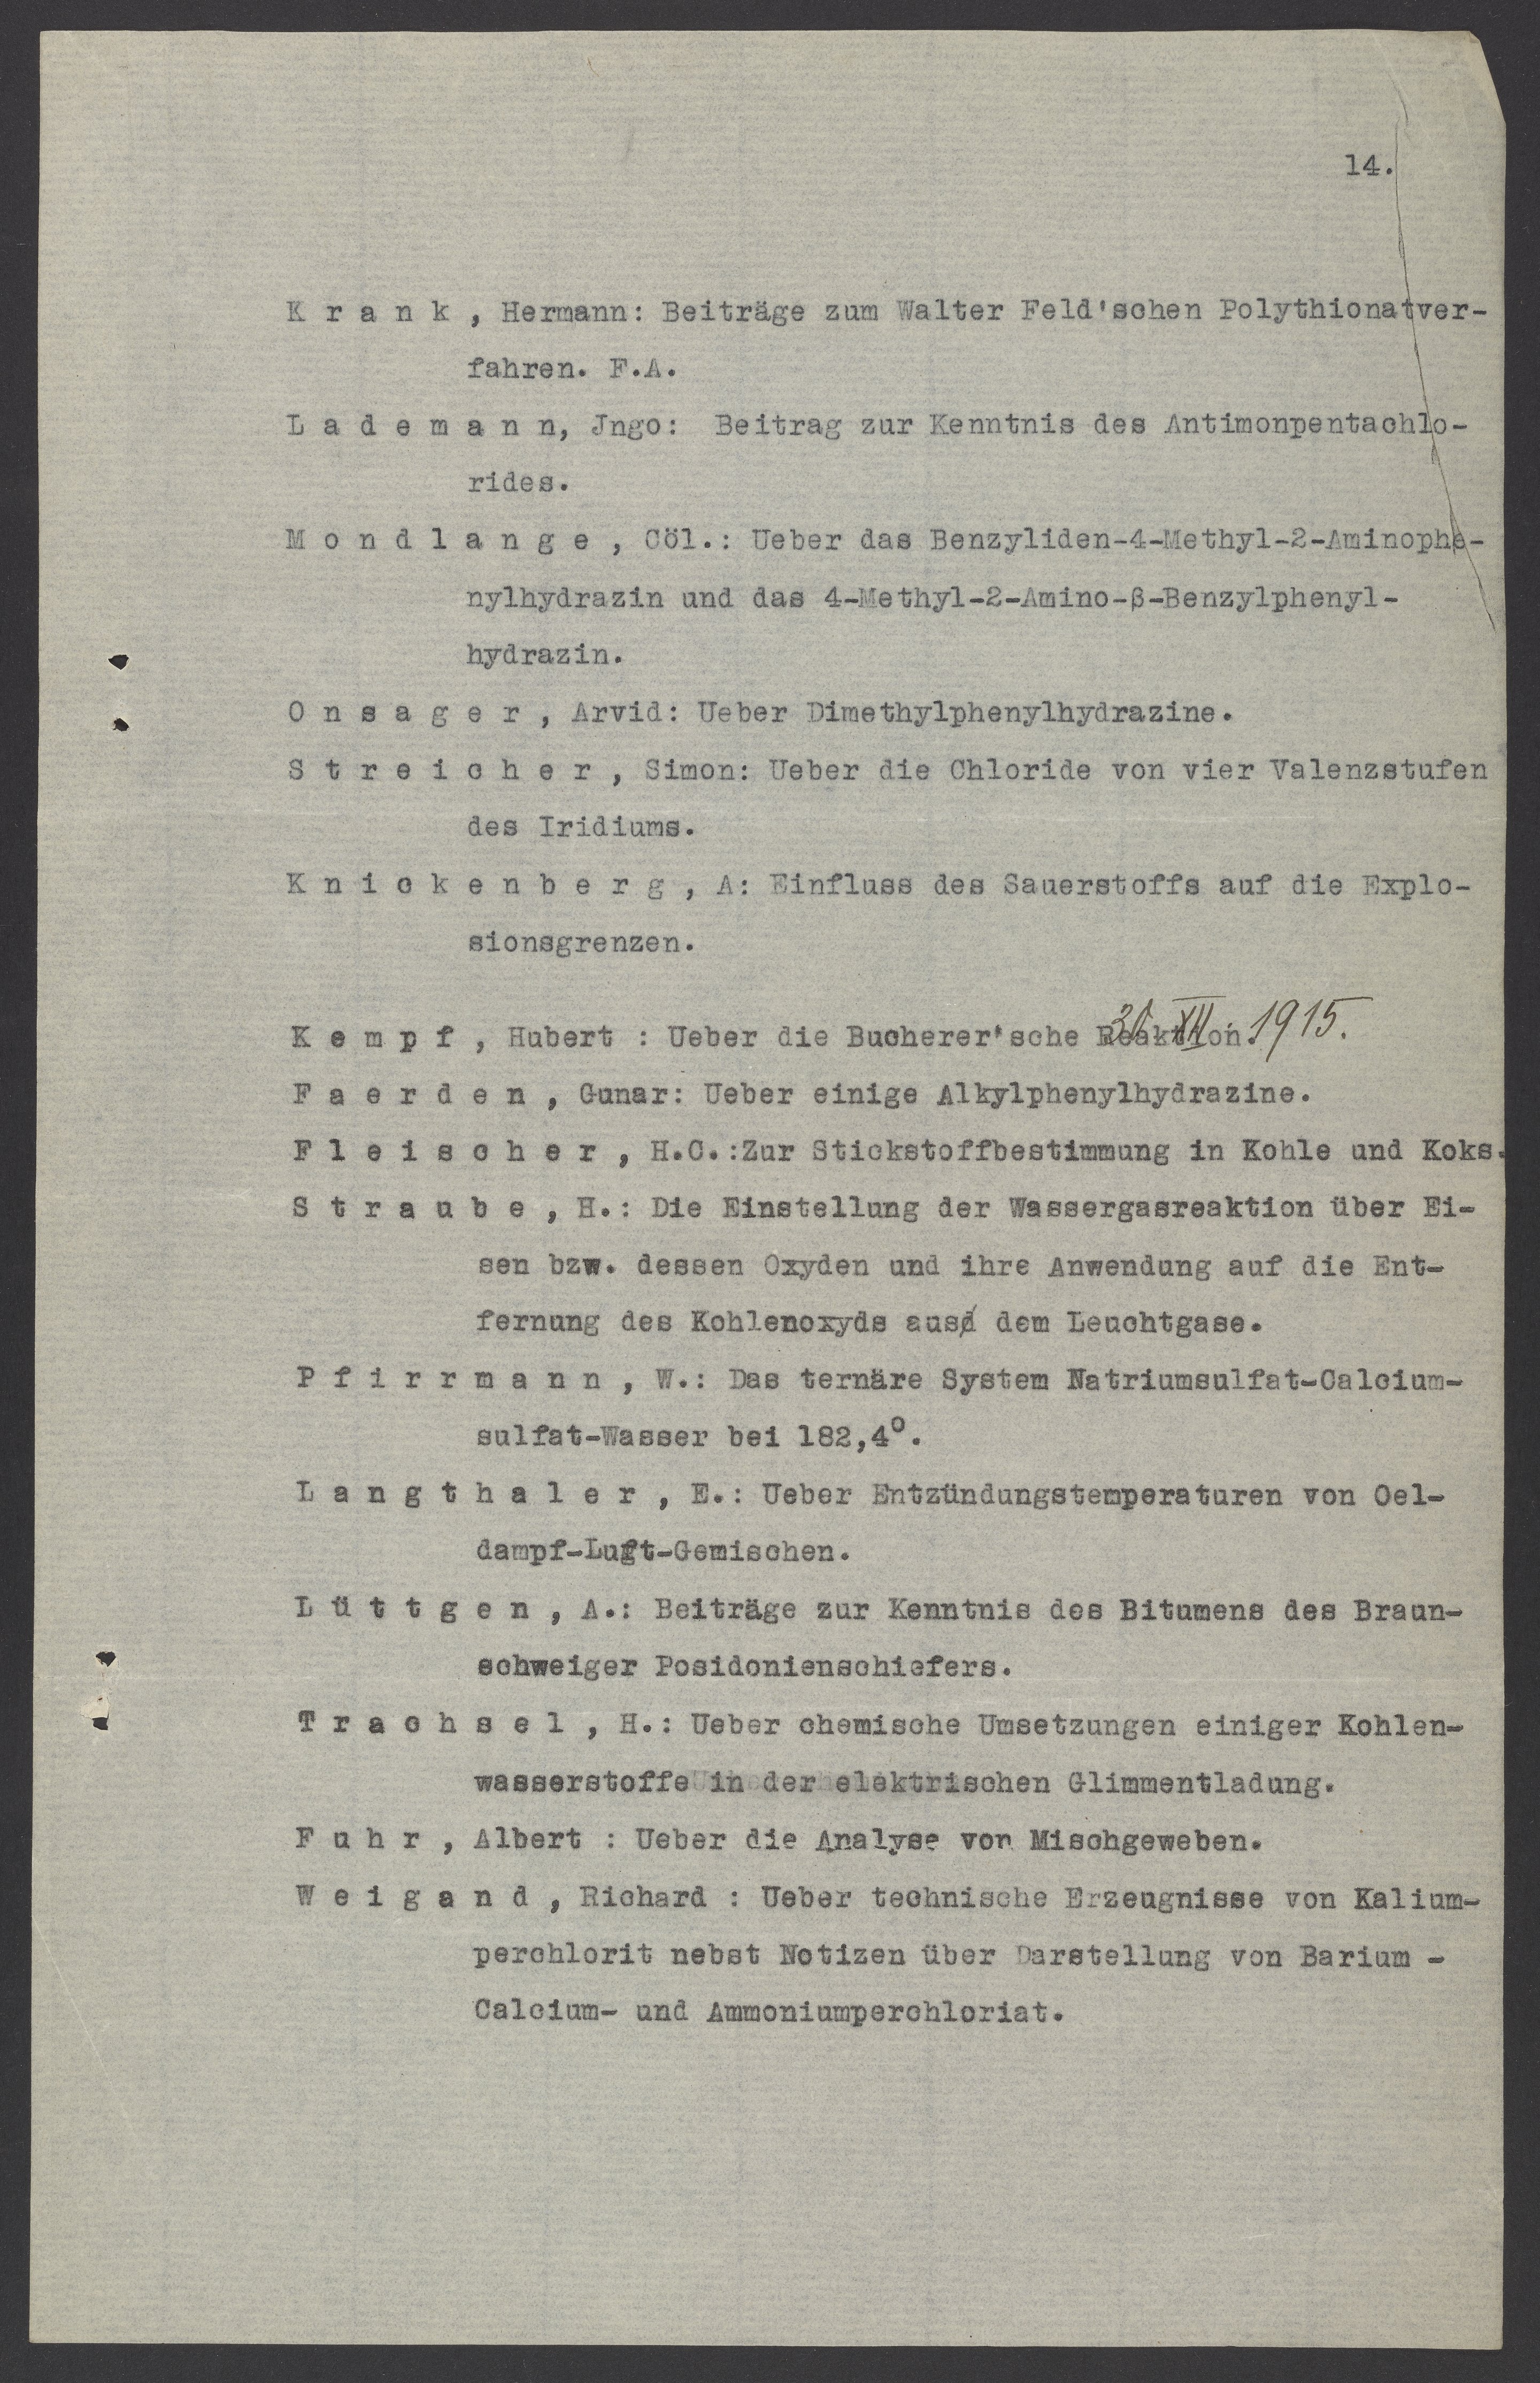 14.
K r a n k , Hermann: Beiträge zum Walter Feld'schen Polythionatver-
fahren. F.A.
L a d e m a n n, Jngo: Beitrag zur Kenntnis des Antimonpentachlo-
rides.
M o n d l a n g e , Cöl.: Ueber das Benzyliden-4-Methyl-2-Aminophe-
nylhydrazin und das 4-Methyl-2-Amino-β-Benzylphenyl-
hydrazin.
O n s a g e r , Arvid: Ueber Dimethylphenylhydrazine.
S t r e i c h e r , Simon: Ueber die Chloride von vier Valenzstufen
des Iridiums.
K n i c k e n b e r g , A: Einfluss des Sauerstoffs auf die Explo-
sionsgrenzen.
K e m p f , Hubert : Ueber die Bucherer'sche Reaktion. XII 1915.
F a e r d e n , Gunar: Ueber einige Alkylphenylhydrazine.
F l e i s c h e r , H.C.:Zur Stickstoffbestimmung in Kohle und Koks.
S t r a u b e , H.: Die Einstellung der Wassergasreaktion über Ei-
sen bzw. dessen Oxyden und ihre Anwendung auf die Ent-
fernung des Kohlenoxyds aus dem Leuchtgase.
P f i r r m a n n , W.: Das ternäre System Natriumsulfat-Calcium-
sulfat-Wasser bei 182,4°.
L a n g t h a l e r , E.: Ueber Entzündungstemperaturen von Oel-
dampf-Luft-Gemischen.
L ü t t g e n , A.: Beiträge zur Kenntnis des Bitumens des Braun-
schweiger Posidonienschiefers.
T r a c h s e l , H.: Ueber chemische Umsetzungen einiger Kohlen-
wasserstoffe in der elektrischen Glimmentladung.
F u h r , Albert : Ueber die Analyse von Mischgeweben.
W e i g a n d , Richard : Ueber technische Erzeugnisse von Kalium-
perchlorit nebst Notizen über Darstellung von Barium -
Calcium- und Ammoniumperchloriat.